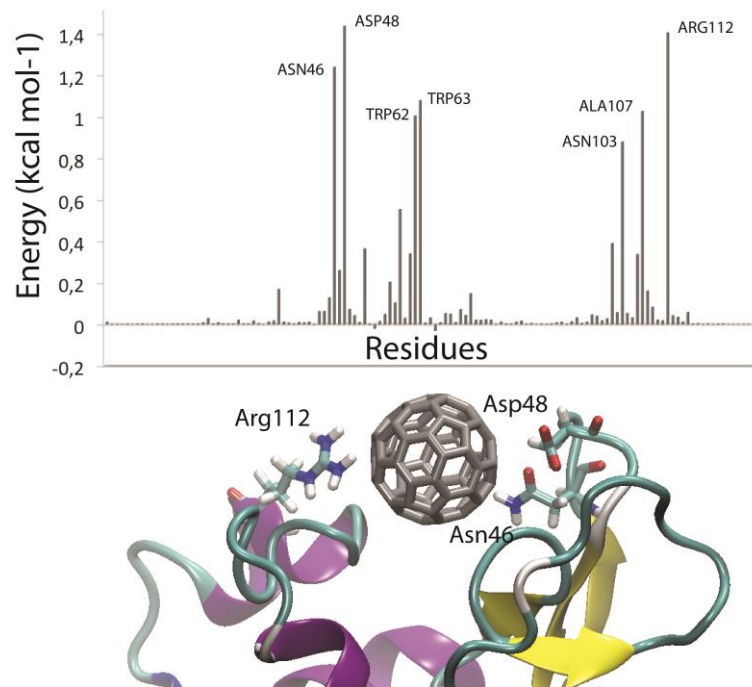 Energy (kcal mol-1)
1,4
1,2
1
0,8
0,6
0,4
0,2
0
-0,2
ASP48
ARG112
ASN46
TRP63
TRP62
ALA107
ASN103
Residues
Arg112
Asp48
Asn46